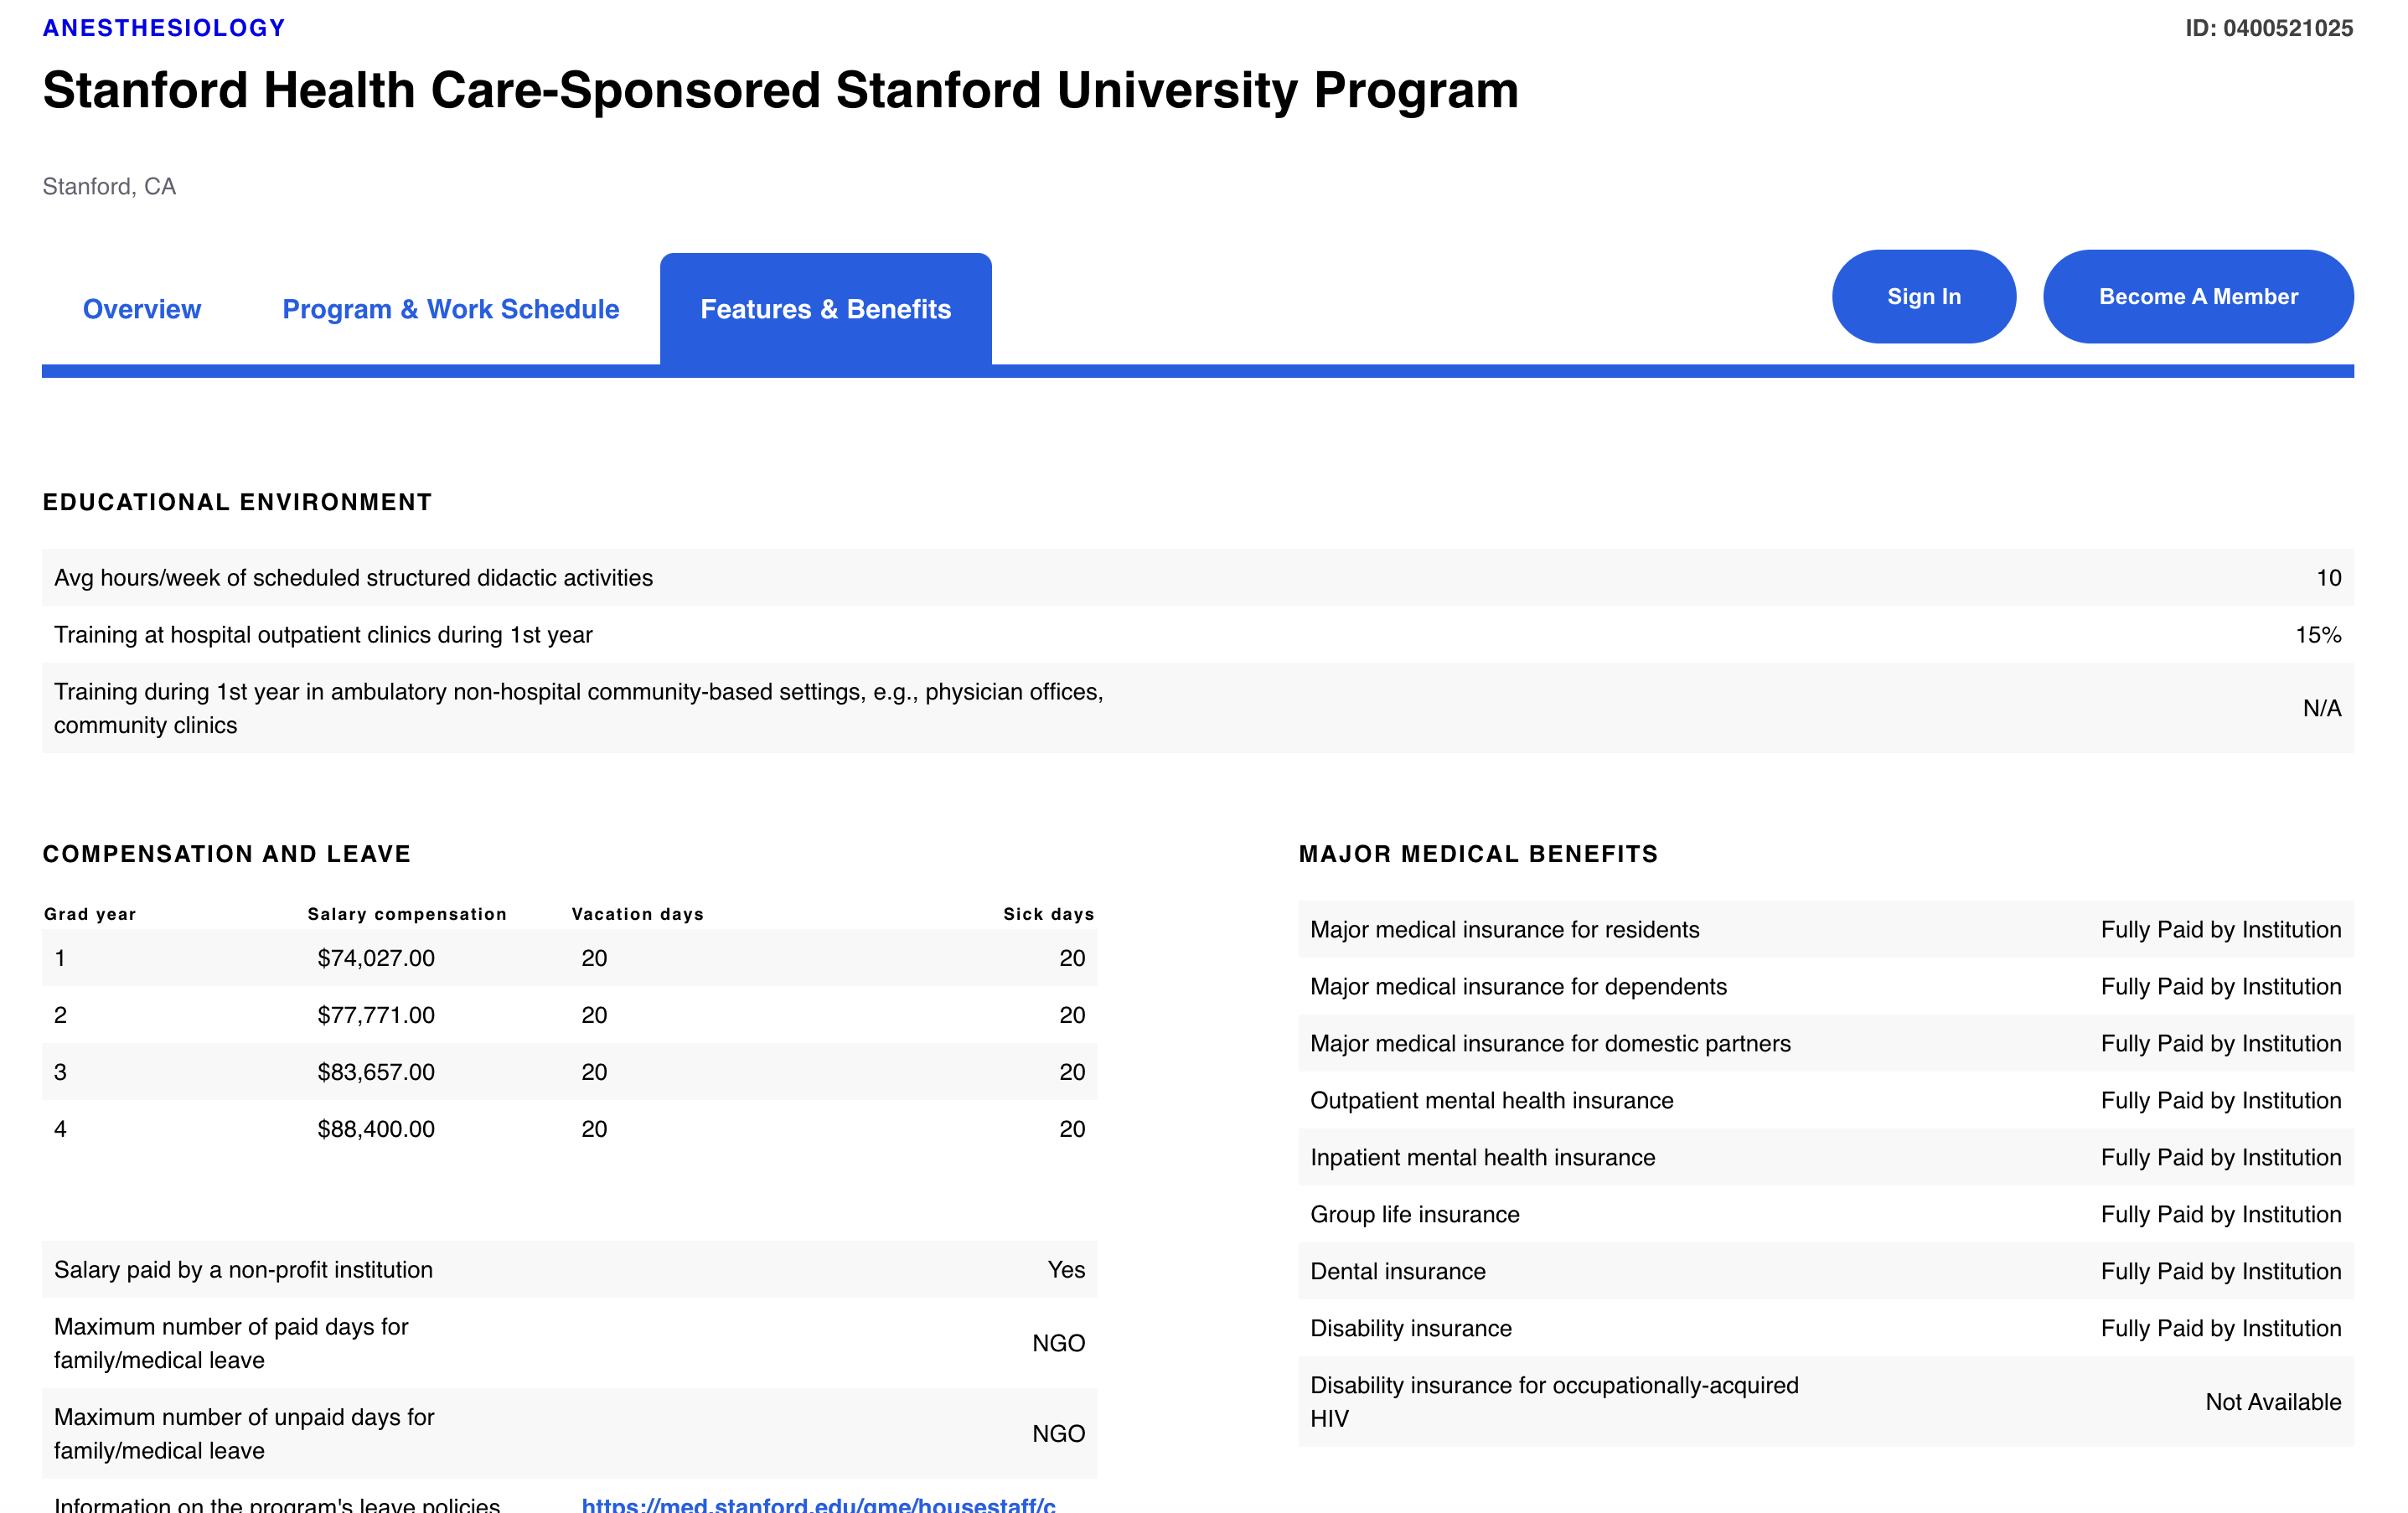 ANESTHESIOLOGY
ID: 0400521025
Stanford Health Care-Sponsored Stanford University Program
Stanford, CA
Overview
Program & Work Schedule
Features & Benefits
Sign In
Become A Member
EDUCATIONAL ENVIRONMENT
Avg hours/week of scheduled structured didactic activities 10
Training at hospital outpatient clinics during 1st year 15%
Training during 1st year in ambulatory non-hospital community-based settings, e.g., physician offices,
community clinics
N/A
COMPENSATION AND LEAVE
Grad year Salary compensation Vacation days Sick days
1 $74,027.00 20 20
2 $77,771.00 20 20
3 $83,657.00 20 20
4 $88,400.00 20 20
Salary paid by a non-profit institution Yes
Maximum number of paid days for
family/medical leave
NGO
Maximum number of unpaid days for
family/medical leave
NGO
Information on the program's leave policies https://med.stanford.edu/gme/housestaff/c
MAJOR MEDICAL BENEFITS
Major medical insurance for residents Fully Paid by Institution
Major medical insurance for dependents Fully Paid by Institution
Major medical insurance for domestic partners Fully Paid by Institution
Outpatient mental health insurance Fully Paid by Institution
Inpatient mental health insurance Fully Paid by Institution
Group life insurance Fully Paid by Institution
Dental insurance Fully Paid by Institution
Disability insurance Fully Paid by Institution
Disability insurance for occupationally-acquired
HIV
Not Available